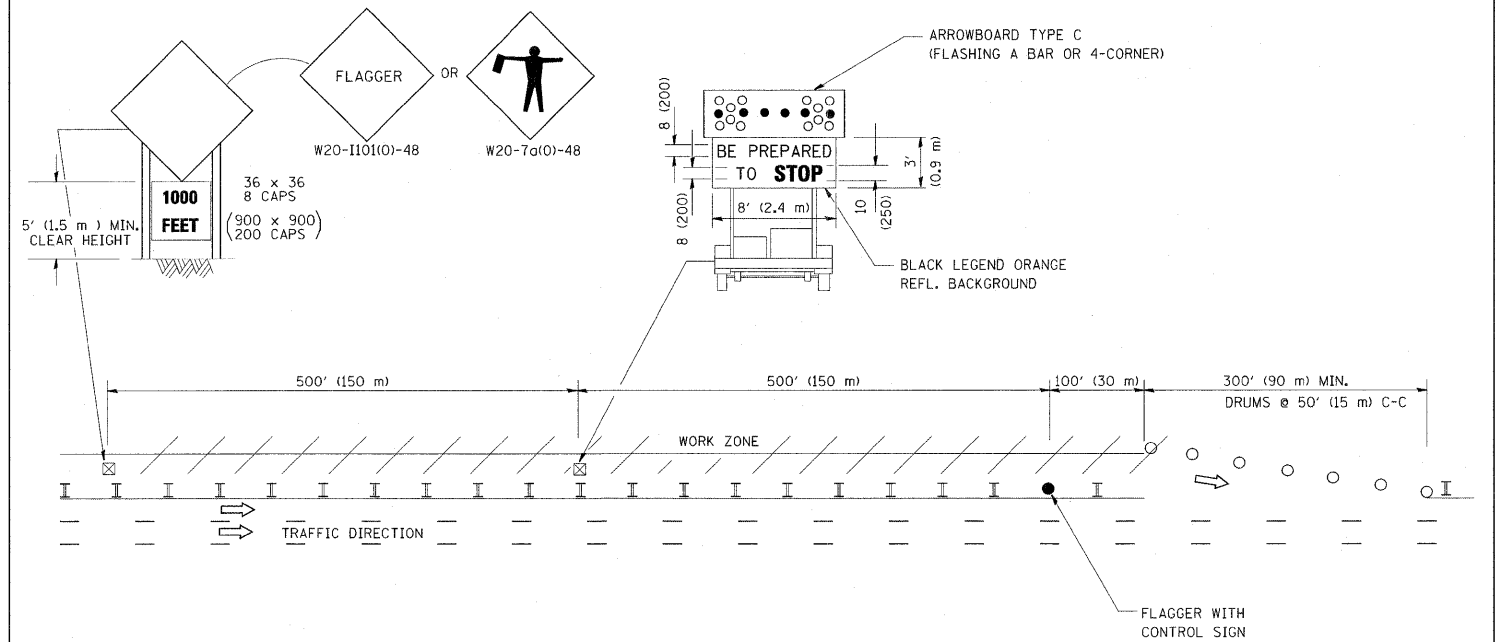 FLAGGER
OR
W20-I101(O)-48
W20-7a(O)-48
1000
FEET
36 x 36
8 CAPS
(900 x 900)
200 CAPS
5' (1.5 m ) MIN.
CLEAR HEIGHT
ARROWBOARD TYPE C
(FLASHING A BAR OR 4-CORNER)
8 (200)
BE PREPARED
TO STOP
3'
(0.9 m)
8 (200)
8' (2.4 m)
10
(250)
BLACK LEGEND ORANGE
REFL. BACKGROUND
500' (150 m)
500' (150 m)
100' (30 m)
300' (90 m) MIN.
DRUMS @ 50' (15 m) C-C
WORK ZONE
TRAFFIC DIRECTION
FLAGGER WITH
CONTROL SIGN